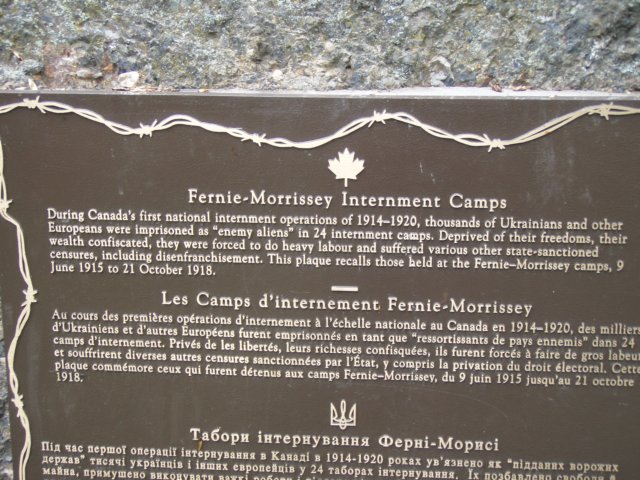 Fernie-Morrissey Internment Camps
During Canada's first national internment operations of 1914–1920, thousands of Ukrainians and other
Europeans were imprisoned as "enemy aliens" in 24 internment camps. Deprived of their freedoms, their
wealth confiscated, they were forced to do heavy labour and suffered various other state-sanctioned
censures, including disenfranchisement. This plaque recalls those held at the Fernie–Morrissey camps, 9
June 1915 to 21 October 1918.
Les Camps d'internement Fernie-Morrissey
Au cours des premières opérations d'internement à l'échelle nationale au Canada en 1914–1920, des milliers
d'Ukrainiens et d'autres Européens furent emprisonnés en tant que "ressortissants de pays ennemis" dans 24
camps d'internement. Privés de les libertés, leurs richesses confisquées, ils furent forcés à faire de gros labeur
et souffrirent diverses autres censures sanctionnées par l'État, y compris la privation du droit électoral. Cette
plaque commémore ceux qui furent détenus aux camps Fernie–Morrissey, du 9 juin 1915 jusqu'au 21 octobre
1918.
Табори інтернування Ферні-Морисі
Під час першої операції інтернування в Канаді в 1914-1920 роках ув'язнено як "підданих ворожих
держав" тисячі українців і інших европейців у 24 таборах інтернування. Їх позбавлено свободи й
майна, примушено виконувати важкі роботи